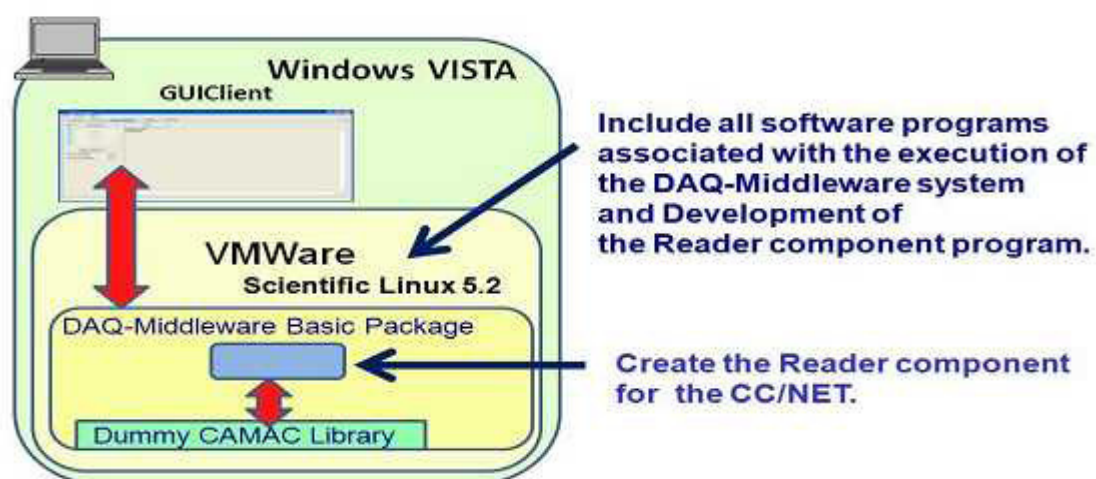 Windows VISTA
GUIClient
Include all software programs
associated with the execution of
the DAQ-Middleware system
and Development of
the Reader component program.
VMWare
Scientific Linux 5.2
DAQ-Middleware Basic Package
Create the Reader component
for the CC/NET.
Dummy CAMAC Library